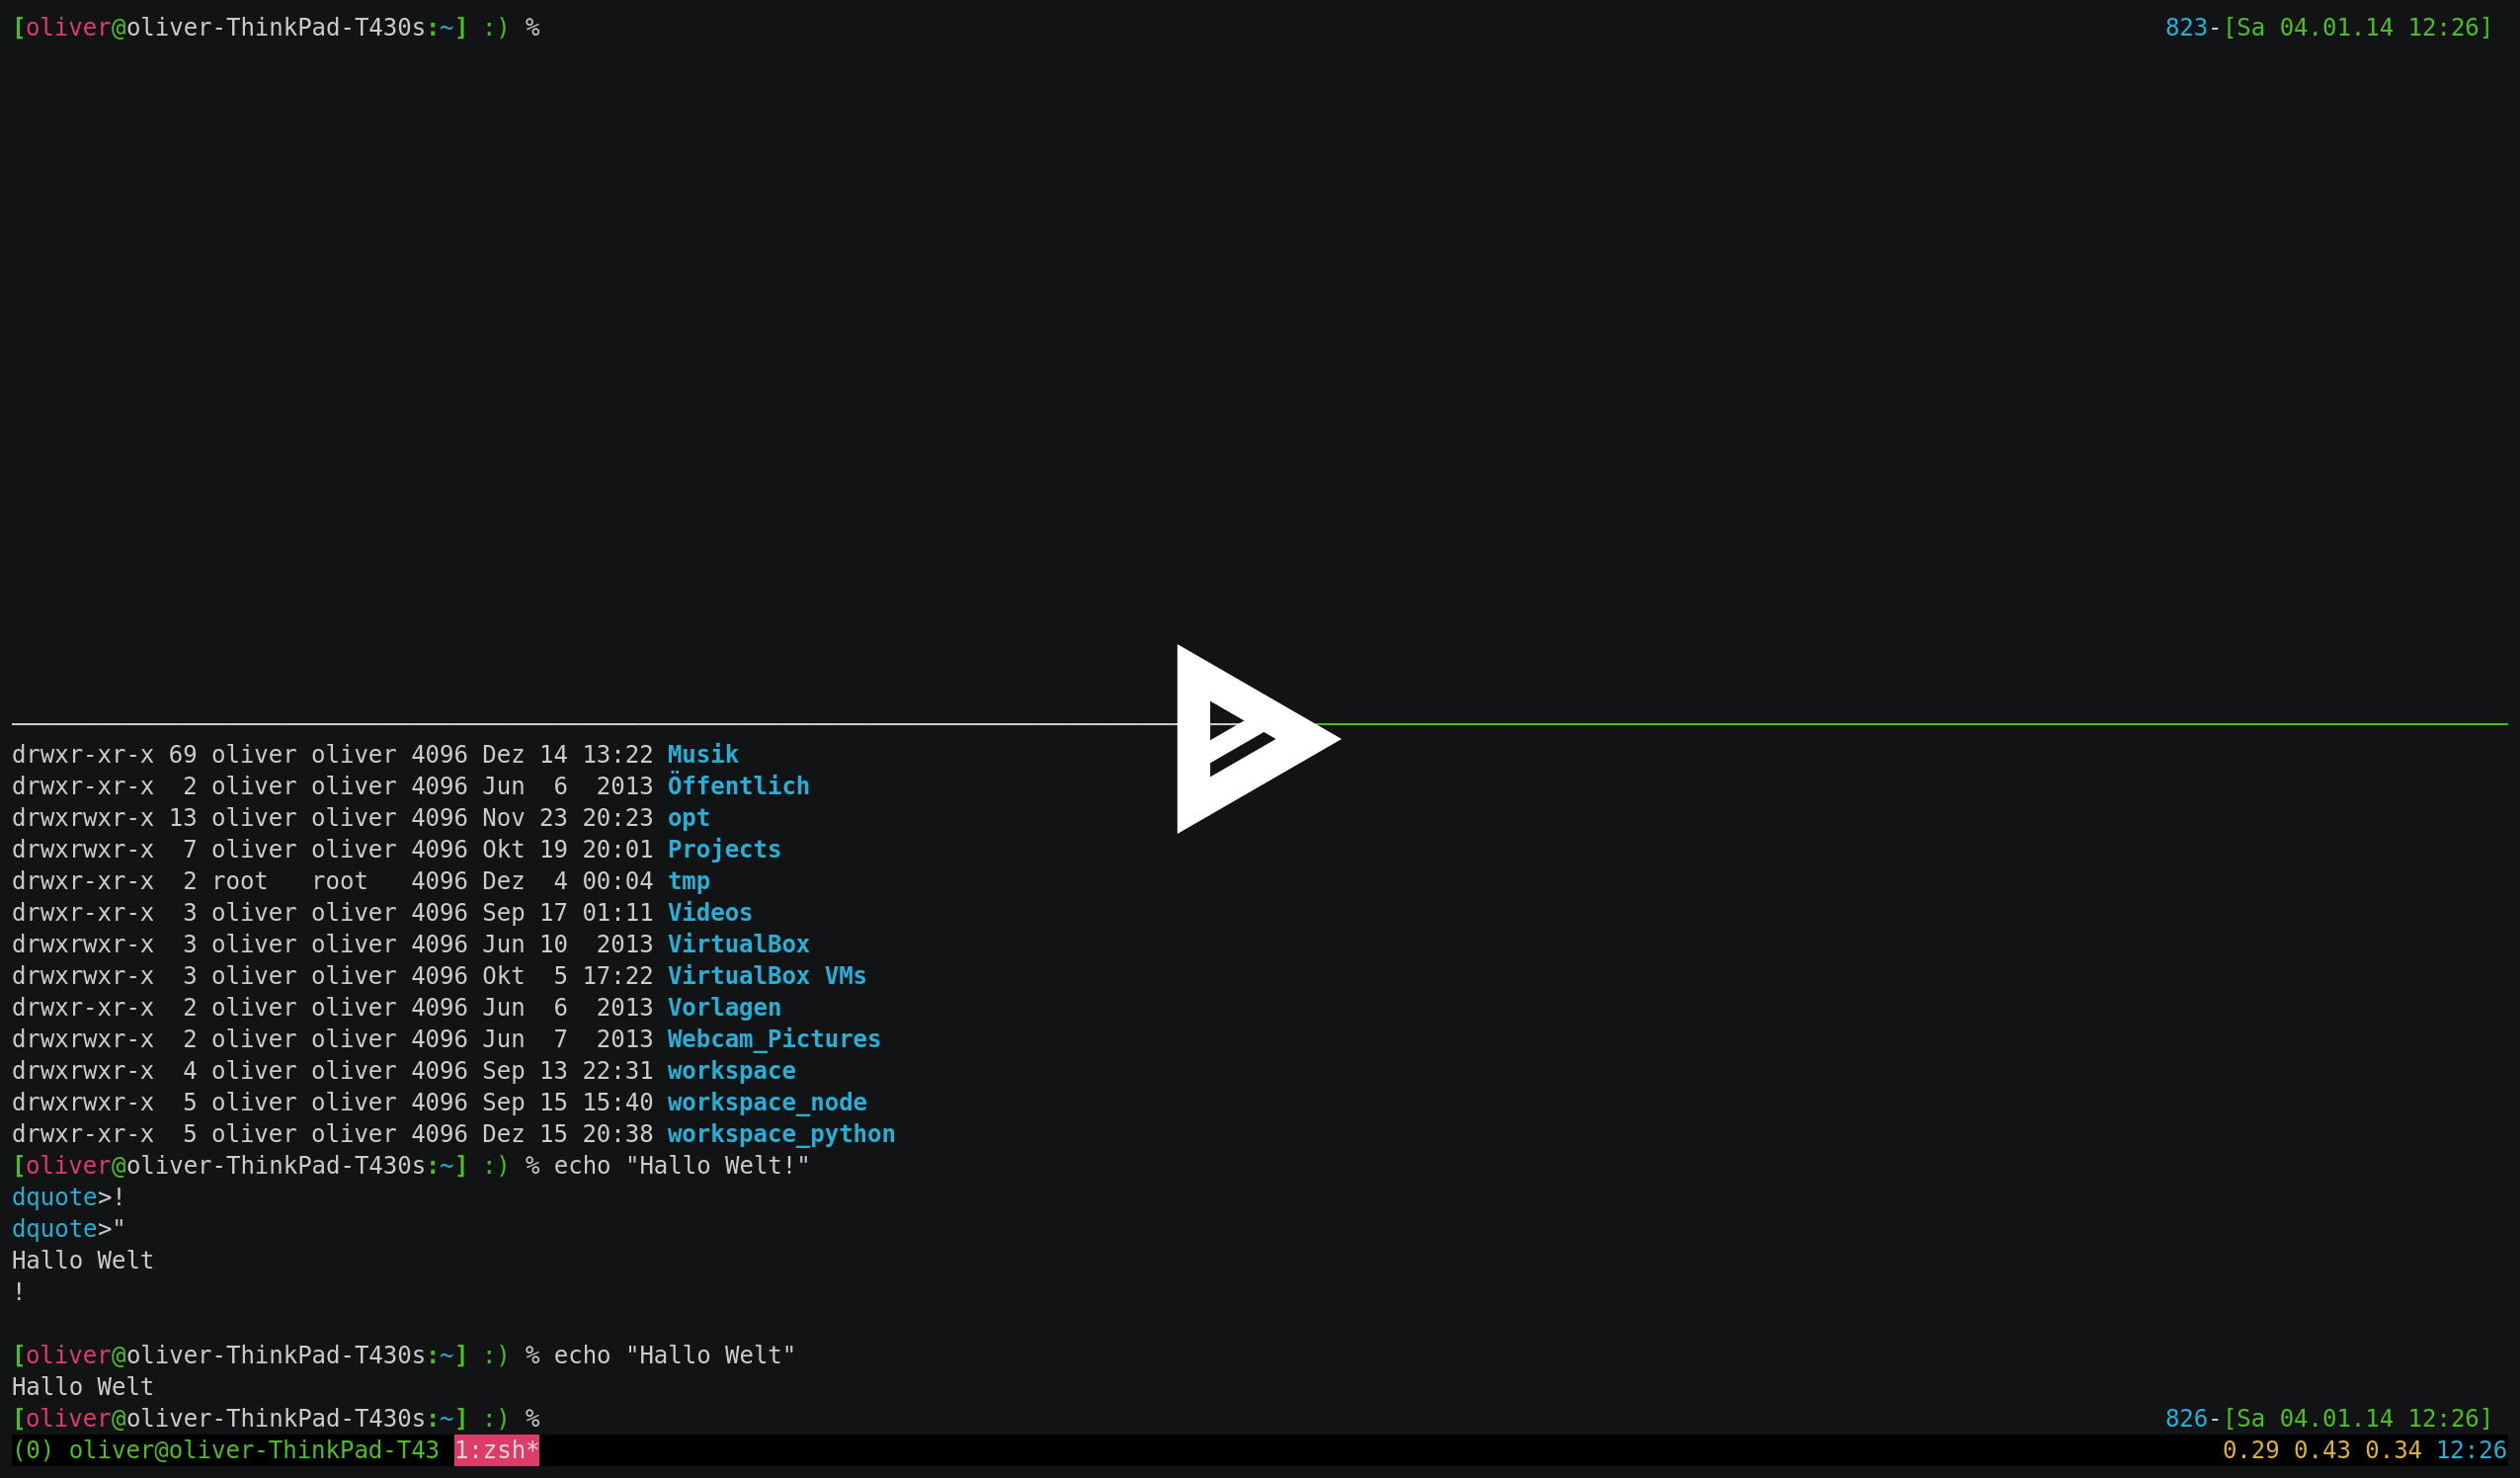 [oliver@oliver-ThinkPad-T430s:~] :) % 823-[Sa 04.01.14 12:26]
drwxr-xr-x 69 oliver oliver 4096 Dez 14 13:22 Musik
drwxr-xr-x  2 oliver oliver 4096 Jun  6  2013 Öffentlich
drwxrwxr-x 13 oliver oliver 4096 Nov 23 20:23 opt
drwxrwxr-x  7 oliver oliver 4096 Okt 19 20:01 Projects
drwxr-xr-x  2 root   root   4096 Dez  4 00:04 tmp
drwxr-xr-x  3 oliver oliver 4096 Sep 17 01:11 Videos
drwxrwxr-x  3 oliver oliver 4096 Jun 10  2013 VirtualBox
drwxrwxr-x  3 oliver oliver 4096 Okt  5 17:22 VirtualBox VMs
drwxr-xr-x  2 oliver oliver 4096 Jun  6  2013 Vorlagen
drwxrwxr-x  2 oliver oliver 4096 Jun  7  2013 Webcam_Pictures
drwxrwxr-x  4 oliver oliver 4096 Sep 13 22:31 workspace
drwxrwxr-x  5 oliver oliver 4096 Sep 15 15:40 workspace_node
drwxr-xr-x  5 oliver oliver 4096 Dez 15 20:38 workspace_python
[oliver@oliver-ThinkPad-T430s:~] :) % echo "Hallo Welt!"
dquote>!
dquote>"
Hallo Welt
!
[oliver@oliver-ThinkPad-T430s:~] :) % echo "Hallo Welt"
Hallo Welt
[oliver@oliver-ThinkPad-T430s:~] :) % 826-[Sa 04.01.14 12:26]
(0) oliver@oliver-ThinkPad-T43 1:zsh* 0.29 0.43 0.34 12:26